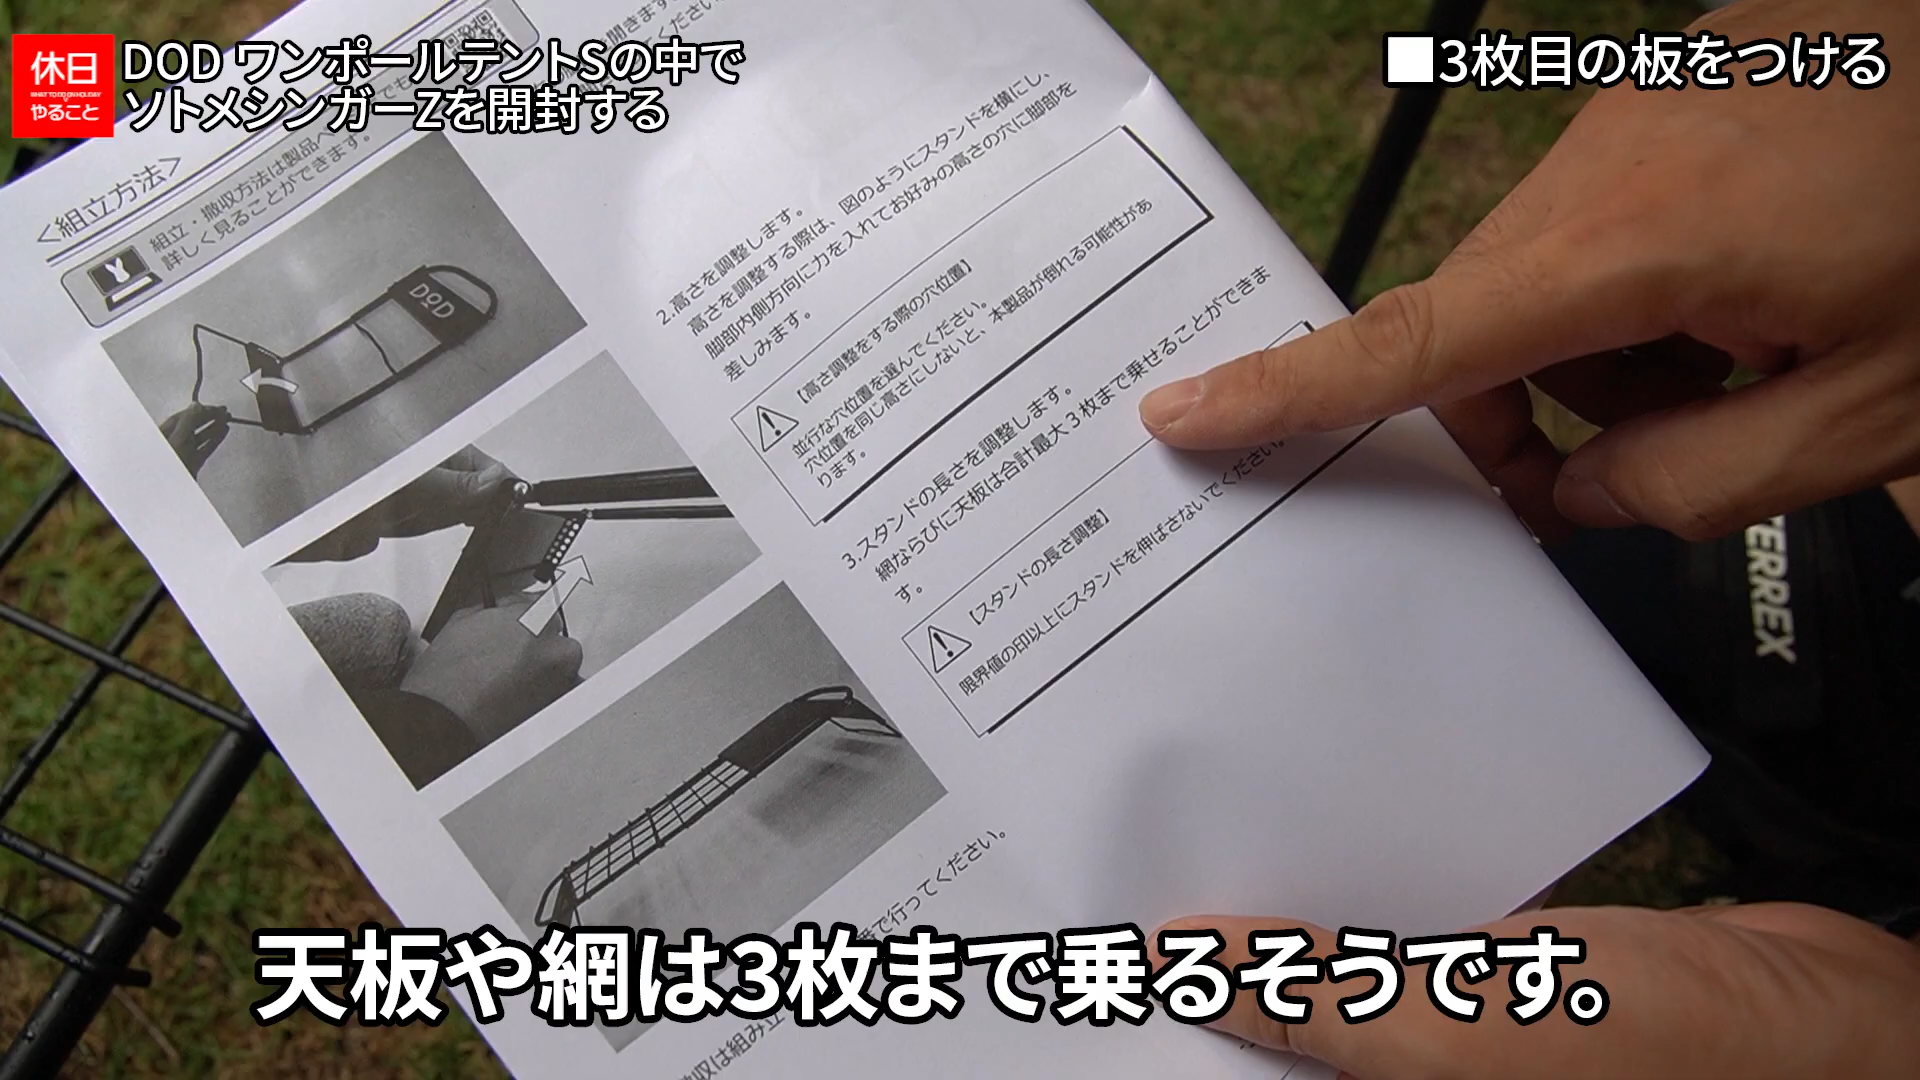 休日
WHAT TO DO ON HOLIDAY
やること
DOD ワンポールテントSの中で
ソトメシンガーZを開封する
■3枚目の板をつける
<組立方法>
組立・撤収方法は製品ペ
詳しく見ることができます。
でも
DOD
2.高さを調整します。
高さを調整する際は、図のようにスタンドを横にし、
脚部内側方向に力を入れてお好みの高さの穴に脚部を
差しみます。
【高さ調整をする際の穴位置】
並行な穴位置を選んでください。
穴位置を同じ高さにしないと、本製品が倒れる可能性があ
ります。
3.スタンドの長さを調整します。
網ならびに天板は合計最大3枚まで乗せることができま
す。
【スタンドの長さ調整】
限界値の印以上にスタンドを伸ばさないでください。
で行ってください。
収は組み立
TERREX
天板や網は3枚まで乗るそうです。